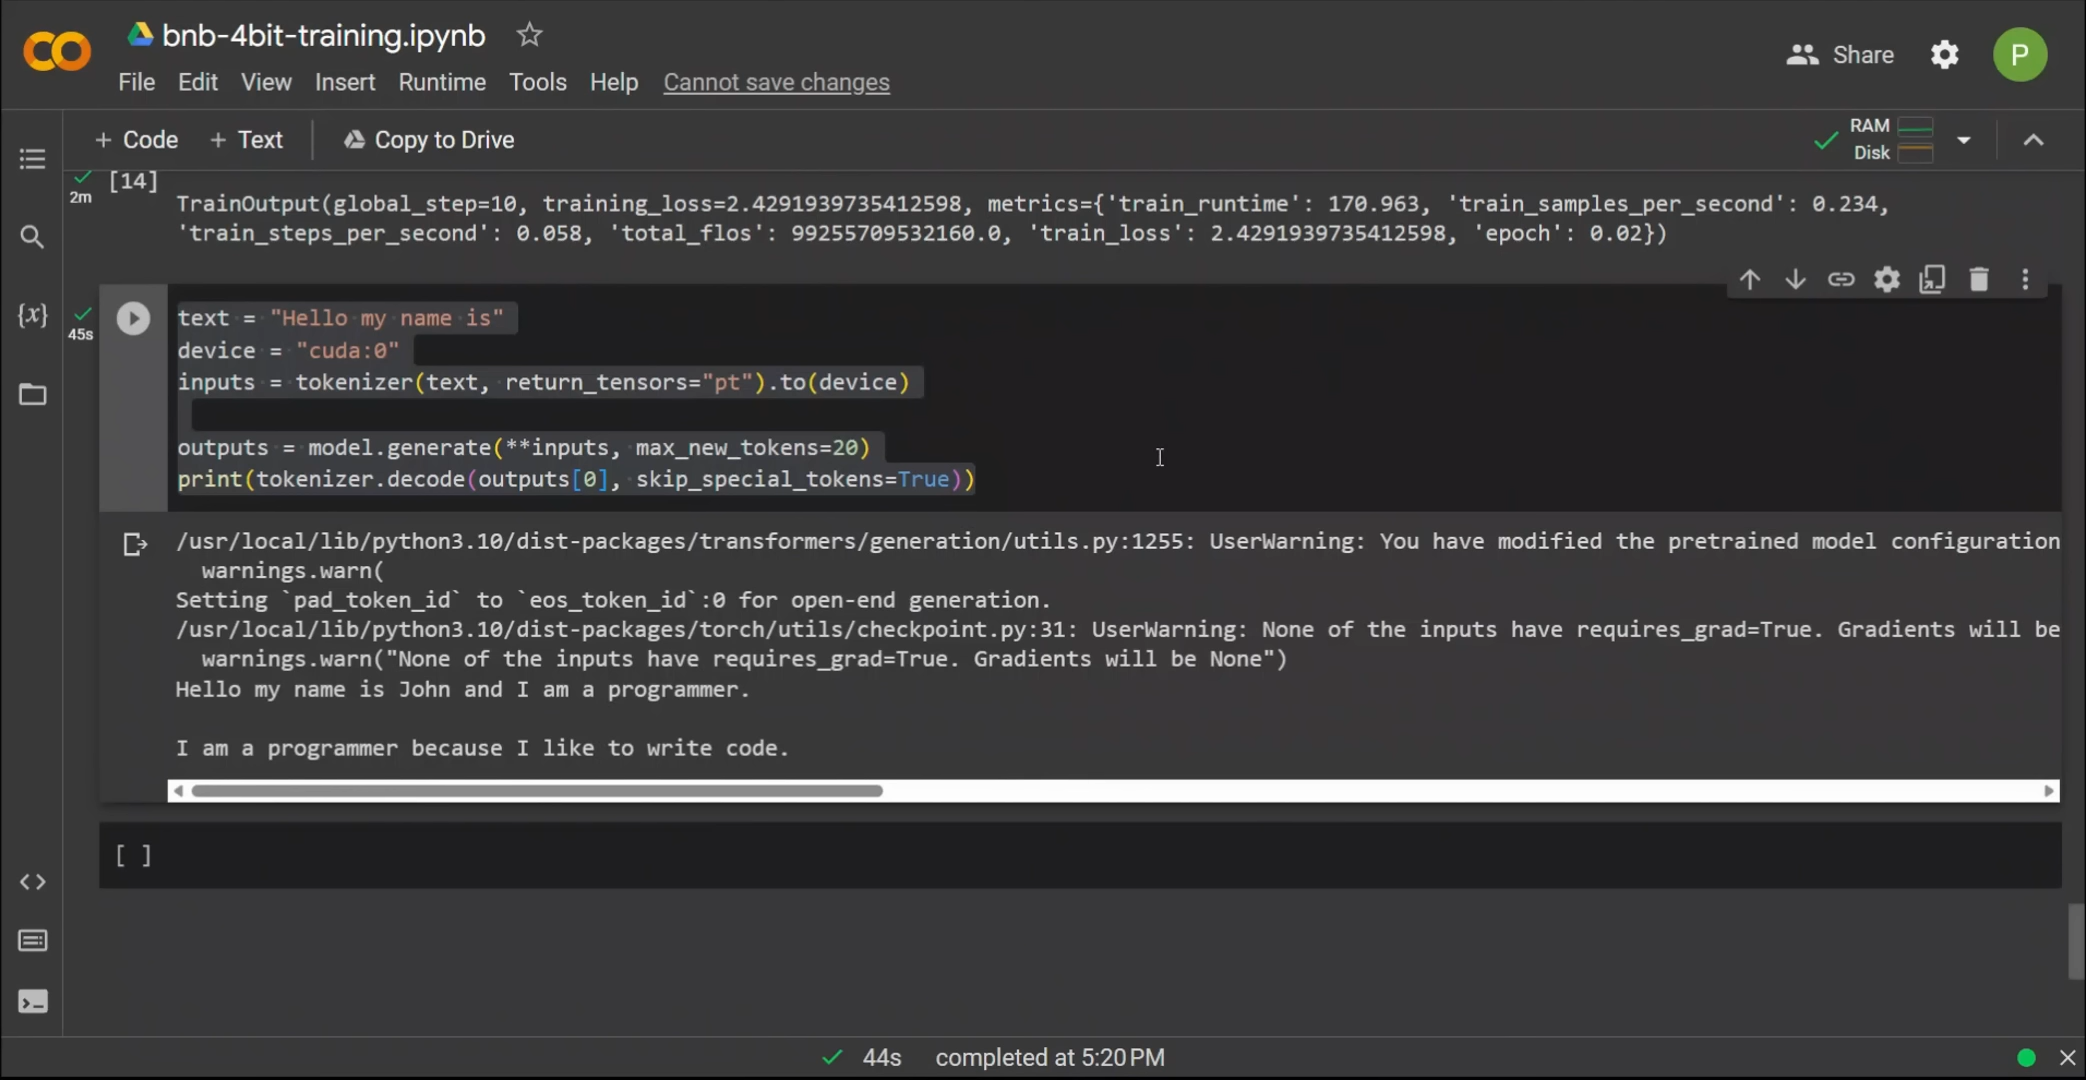 bnb-4bit-training.ipynb
File Edit View Insert Runtime Tools Help Cannot save changes
Share
P
+ Code + Text Copy to Drive
RAM
Disk
2m
[14]
TrainOutput(global_step=10, training_loss=2.4291939735412598, metrics={'train_runtime': 170.963, 'train_samples_per_second': 0.234,
'train_steps_per_second': 0.058, 'total_flos': 99255709532160.0, 'train_loss': 2.4291939735412598, 'epoch': 0.02})
{x}
45s
text = "Hello my name is"
device = "cuda:0"
inputs = tokenizer(text, return_tensors="pt").to(device)
outputs = model.generate(**inputs, max_new_tokens=20)
print(tokenizer.decode(outputs[0], skip_special_tokens=True))
/usr/local/lib/python3.10/dist-packages/transformers/generation/utils.py:1255: UserWarning: You have modified the pretrained model configuration
warnings.warn(
Setting `pad_token_id` to `eos_token_id`:0 for open-end generation.
/usr/local/lib/python3.10/dist-packages/torch/utils/checkpoint.py:31: UserWarning: None of the inputs have requires_grad=True. Gradients will be
warnings.warn("None of the inputs have requires_grad=True. Gradients will be None")
Hello my name is John and I am a programmer.
I am a programmer because I like to write code.
[ ]
44s completed at 5:20 PM